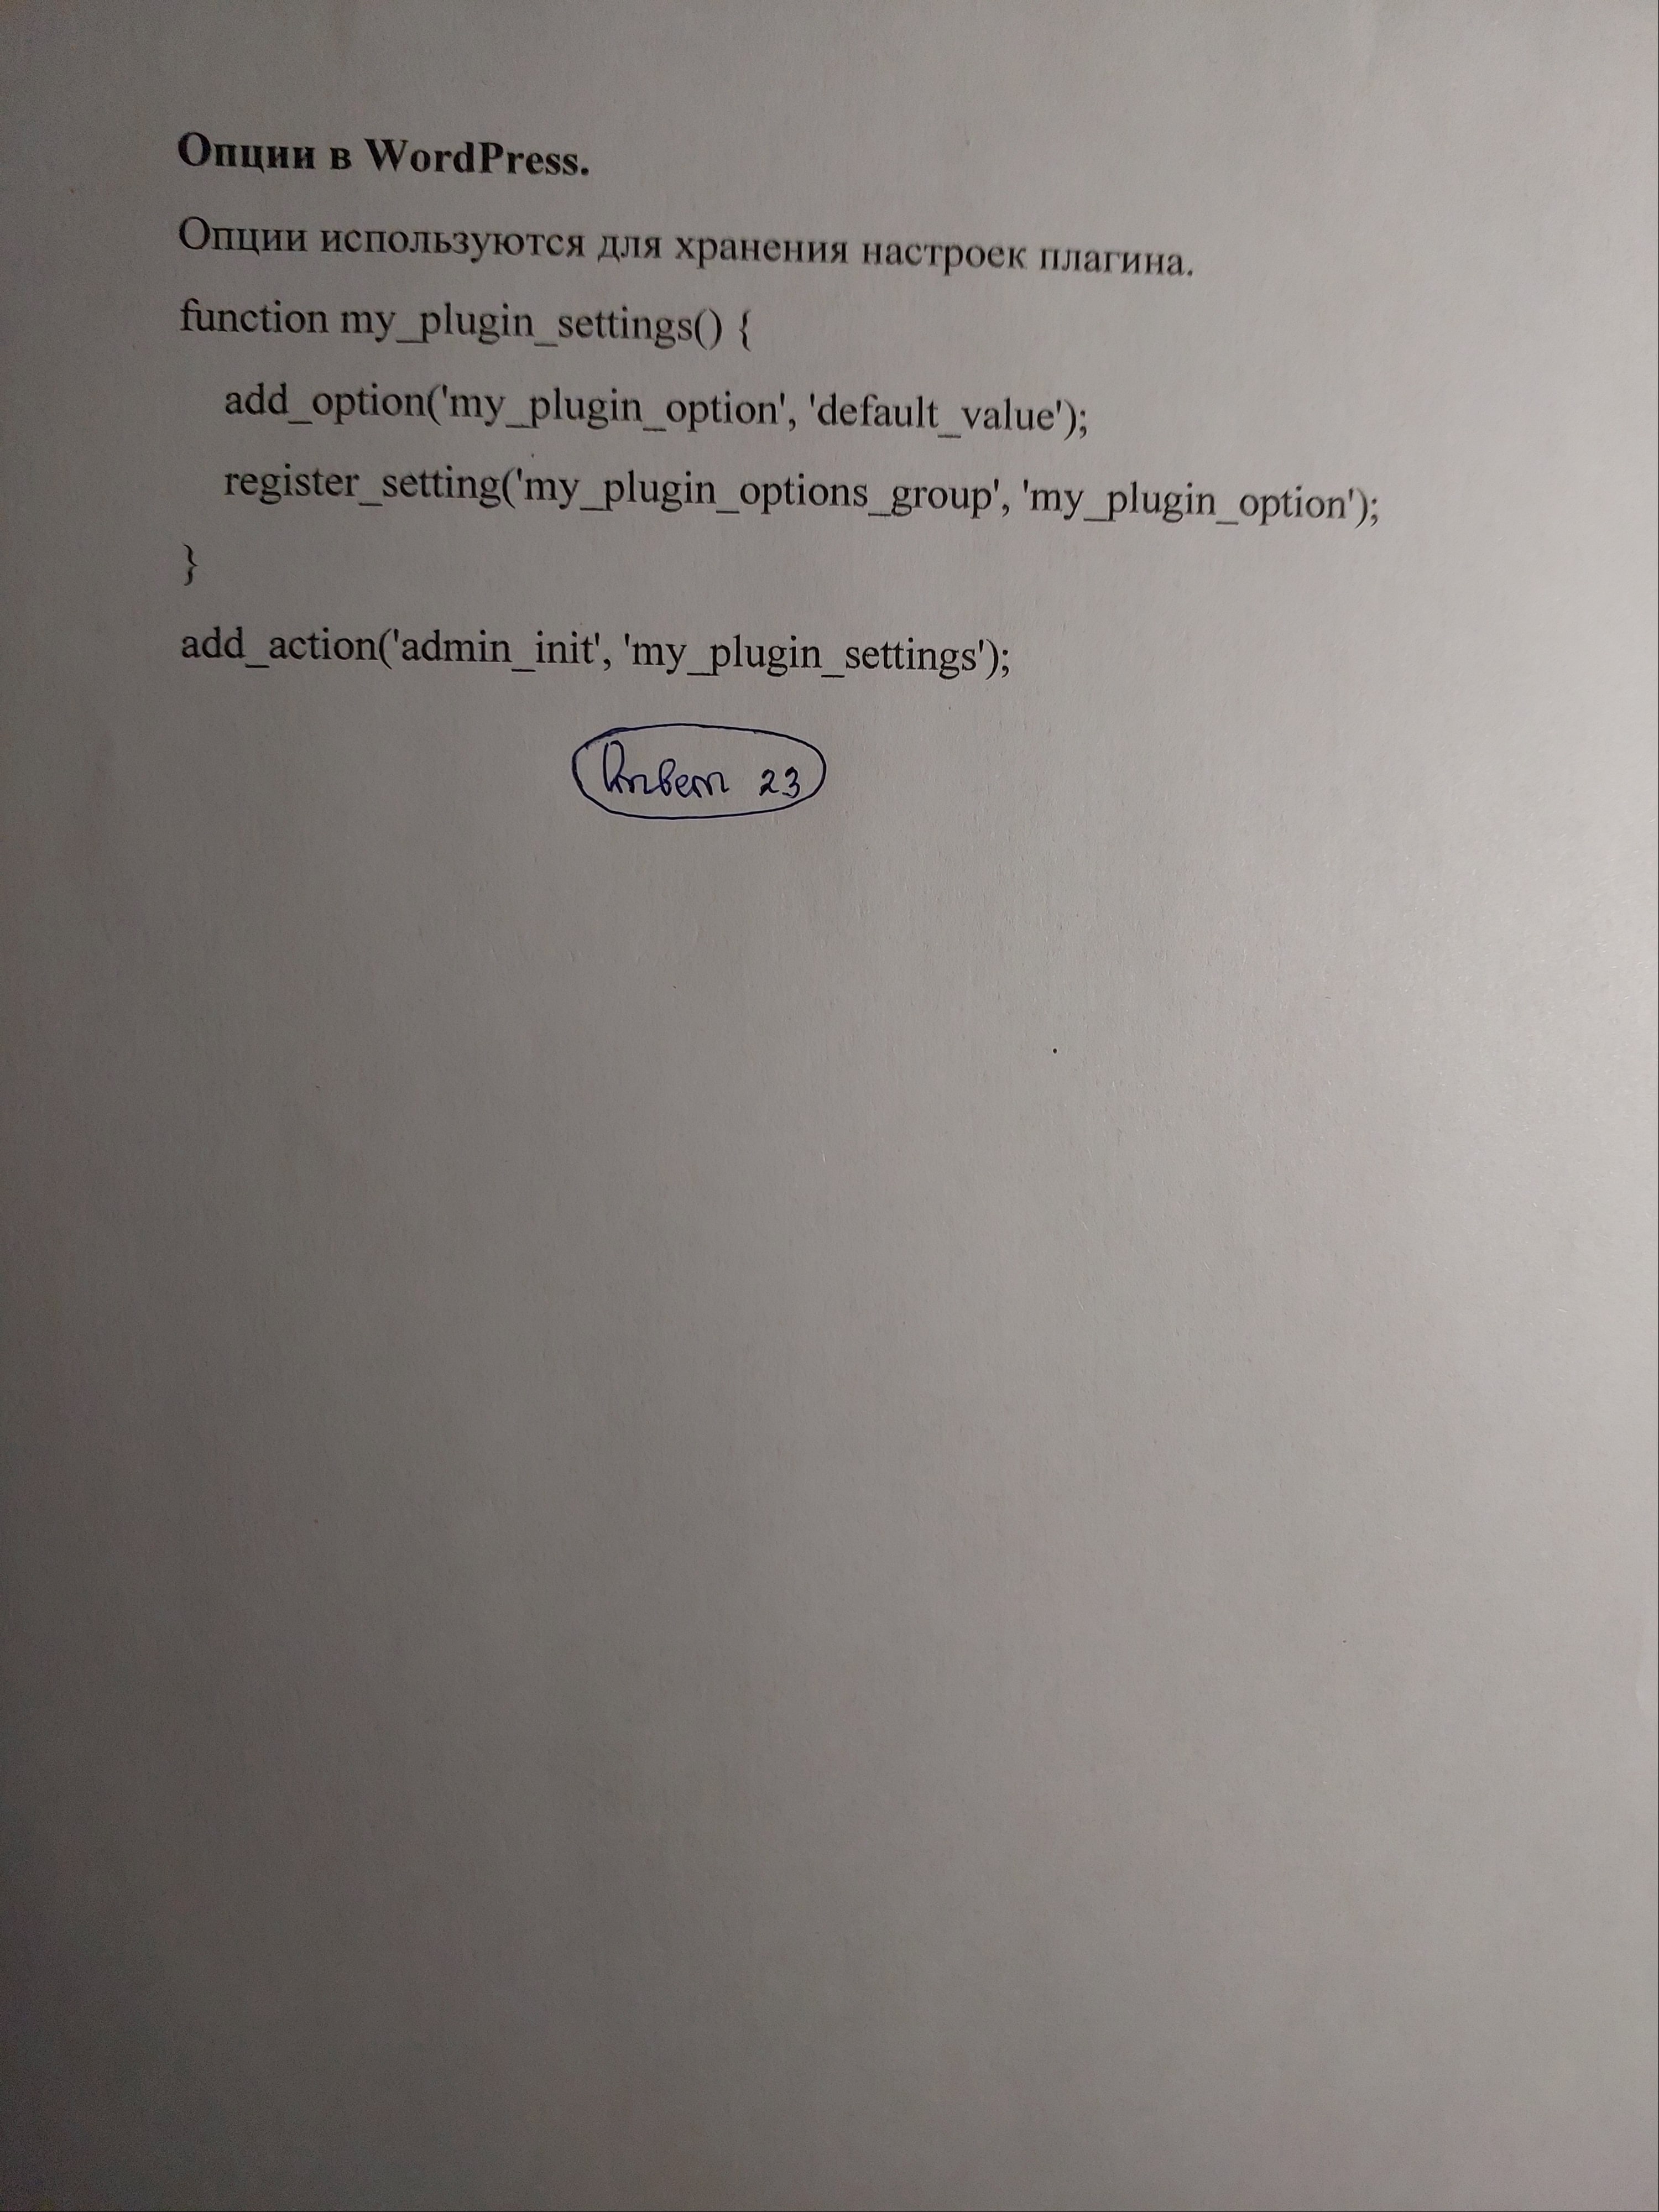 Опции в WordPress.
Опции используются для хранения настроек плагина.
function my_plugin_settings() {
add_option('my_plugin_option', 'default_value');
register_setting('my_plugin_options_group', 'my_plugin_option');
}
add_action('admin_init', 'my_plugin_settings');
Ответ 23